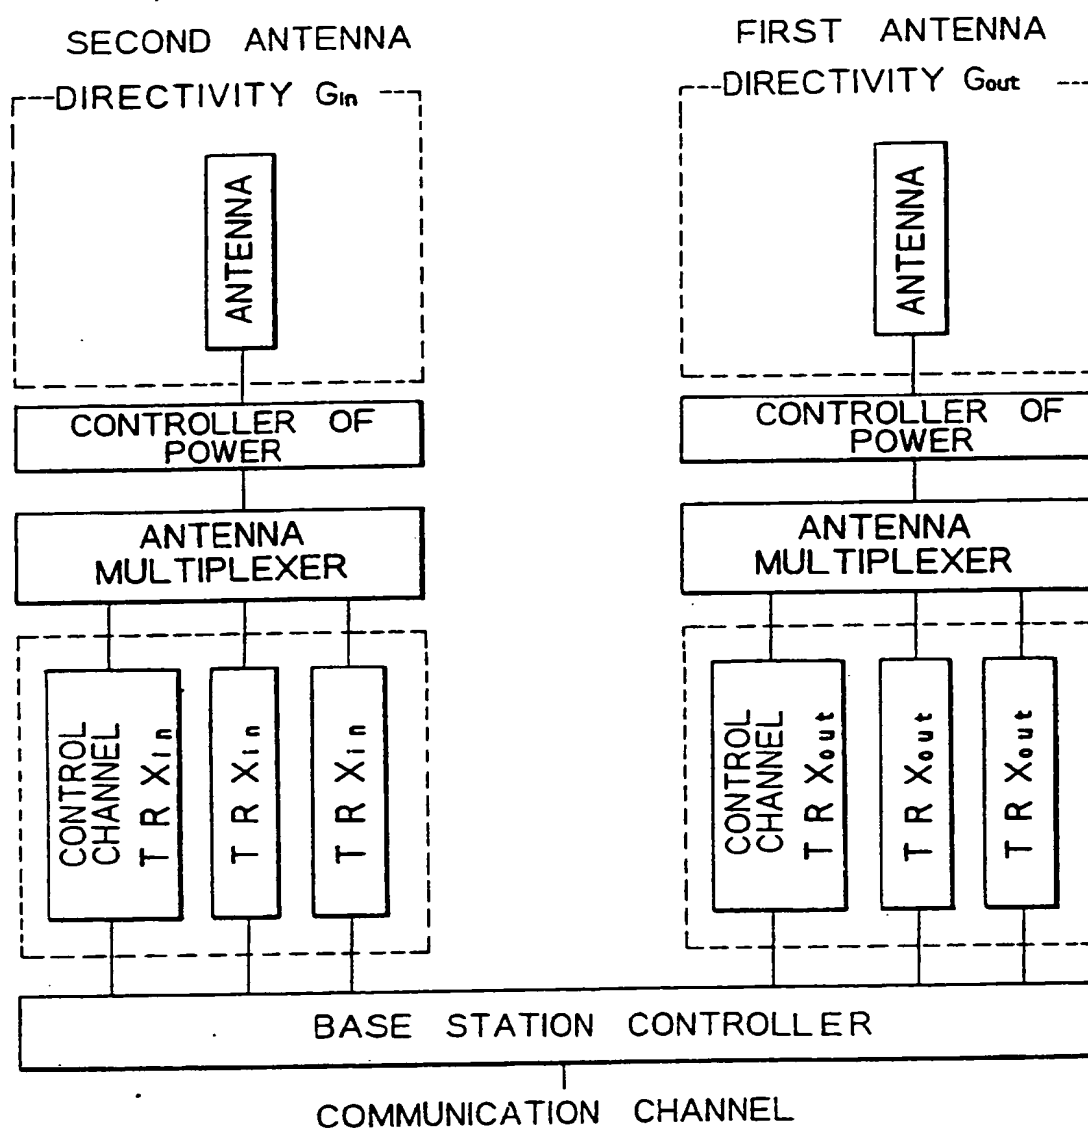 SECOND ANTENNA
DIRECTIVITY Gin
ANTENNA
CONTROLLER OF
POWER
ANTENNA
MULTIPLEXER
CONTROL
CHANNEL
TRXin
TRXin
TRXin
FIRST ANTENNA
DIRECTIVITY Gout
ANTENNA
CONTROLLER OF
POWER
ANTENNA
MULTIPLEXER
CONTROL
CHANNEL
TRXout
TRXout
TRXout
BASE STATION CONTROLLER
COMMUNICATION CHANNEL